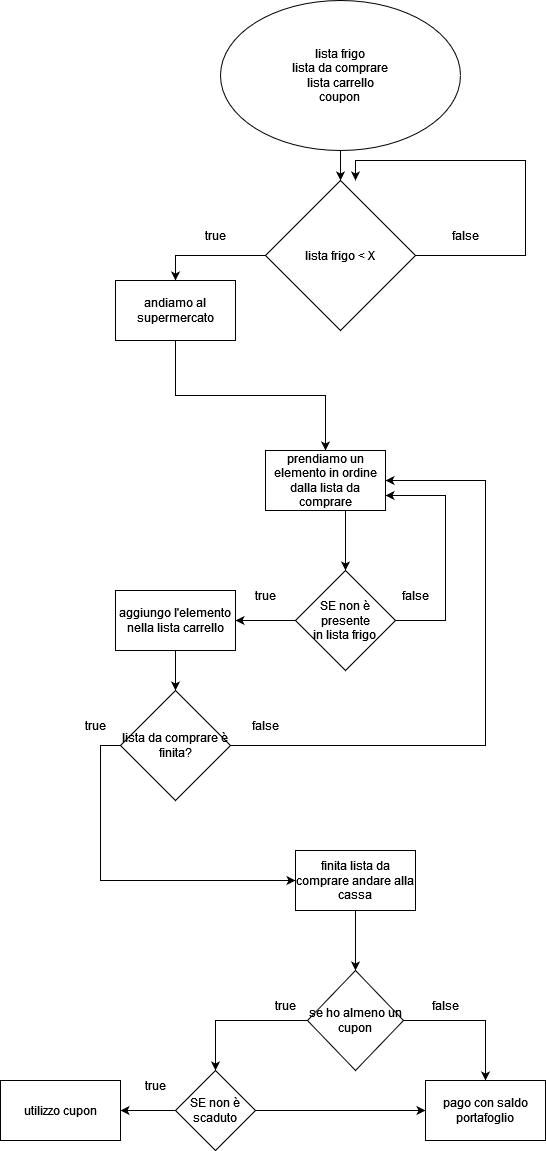 lista frigo
lista da comprare
lista carrello
coupon
true
false
lista frigo < X
andiamo al
supermercato
prendiamo un
elemento in ordine
dalla lista da
comprare
true
false
SE non è
presente
in lista frigo
aggiungo l'elemento
nella lista carrello
true
false
lista da comprare è
finita?
finita lista da
comprare andare alla
cassa
true
false
se ho almeno un
cupon
true
SE non è
scaduto
utilizzo cupon
pago con saldo
portafoglio